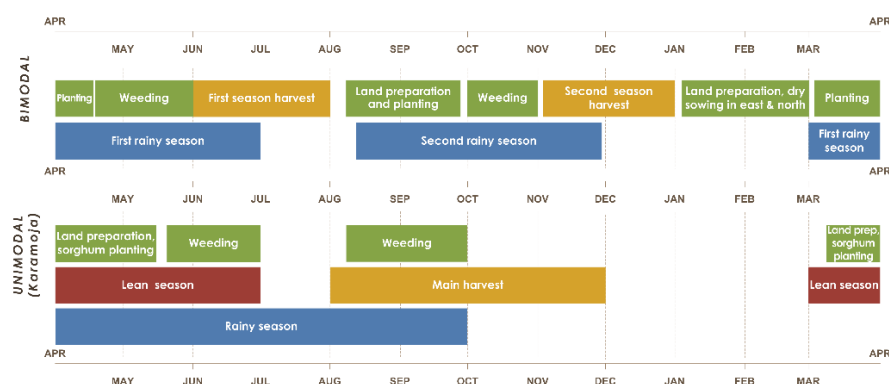 APR APR
MAY JUN JUL AUG SEP OCT NOV DEC JAN FEB MAR
BIMODAL
Planting
Weeding
First season harvest
Land preparation
and planting
Weeding
Second season
harvest
Land preparation, dry
sowing in east & north
Planting
First rainy season
Second rainy season
First rainy
season
APR APR
MAY JUN JUL AUG SEP OCT NOV DEC JAN FEB MAR
UNIMODAL
(Karamoja)
Land preparation,
sorghum planting
Weeding
Weeding
Land prep,
sorghum
planting
Lean season
Main harvest
Lean season
Rainy season
APR APR
MAY JUN JUL AUG SEP OCT NOV DEC JAN FEB MAR